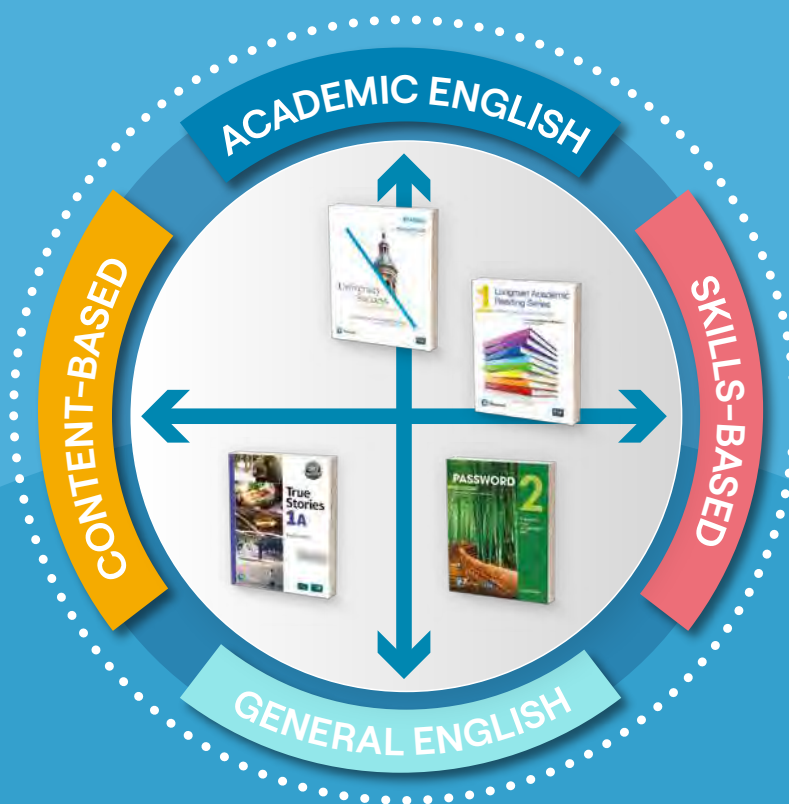 ACADEMIC ENGLISH
CONTENT-BASED
SKILLS-BASED
University
Success
1 Longman Academic
Reading Series
Pearson
True
Stories
1A
PASSWORD 2
GENERAL ENGLISH